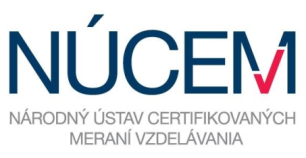 NÚCEM
NÁRODNÝ ÚSTAV CERTIFIKOVANÝCH
MERANÍ VZDELÁVANIA